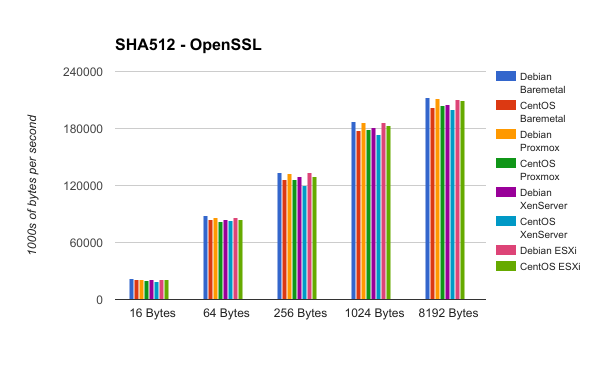 SHA512 - OpenSSL
1000s of bytes per second
240000
180000
120000
60000
0
16 Bytes
64 Bytes
256 Bytes
1024 Bytes
8192 Bytes
Debian
Baremetal
CentOS
Baremetal
Debian
Proxmox
CentOS
Proxmox
Debian
XenServer
CentOS
XenServer
Debian ESXi
CentOS ESXi